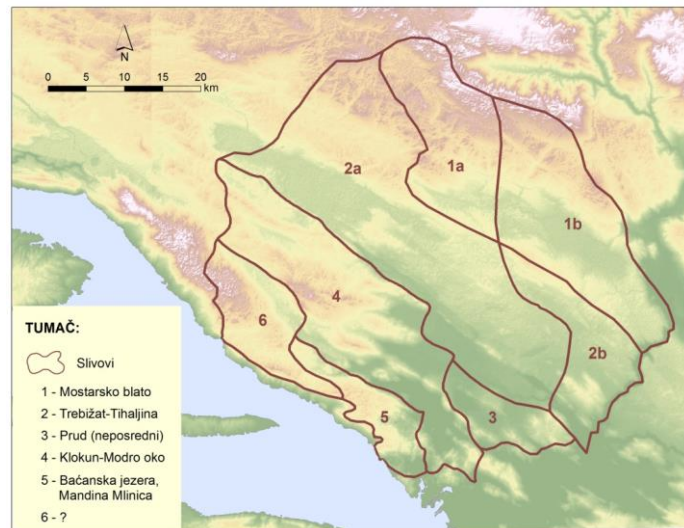 N
0 5 10 15 20
km
2a
1a
1b
4
6
2b
3
5
TUMAČ:
Slivovi
1 - Mostarsko blato
2 - Trebižat-Tihaljina
3 - Prud (neposredni)
4 - Klokun-Modro oko
5 - Baćanska jezera,
Mandina Mlinica
6 - ?